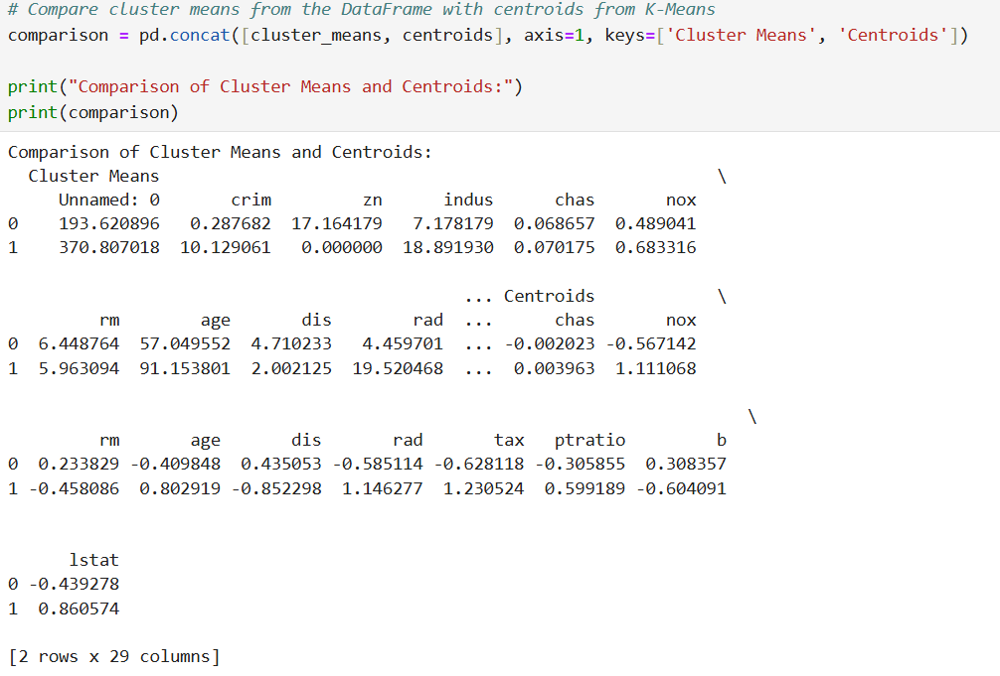 # Compare cluster means from the DataFrame with centroids from K-Means
comparison = pd.concat([cluster_means, centroids], axis=1, keys=['Cluster Means', 'Centroids'])
print("Comparison of Cluster Means and Centroids:")
print(comparison)
Comparison of Cluster Means and Centroids:
Cluster Means \
Unnamed: 0 crim zn indus chas nox
0 193.620896 0.287682 17.164179 7.178179 0.068657 0.489041
1 370.807018 10.129061 0.000000 18.891930 0.070175 0.683316
... Centroids \
rm age dis rad ... chas nox
0 6.448764 57.049552 4.710233 4.459701 ... -0.002023 -0.567142
1 5.963094 91.153801 2.002125 19.520468 ... 0.003963 1.111068
\
rm age dis rad tax ptratio b
0 0.233829 -0.409848 0.435053 -0.585114 -0.628118 -0.305855 0.308357
1 -0.458086 0.802919 -0.852298 1.146277 1.230524 0.599189 -0.604091
lstat
0 -0.439278
1 0.860574
[2 rows x 29 columns]